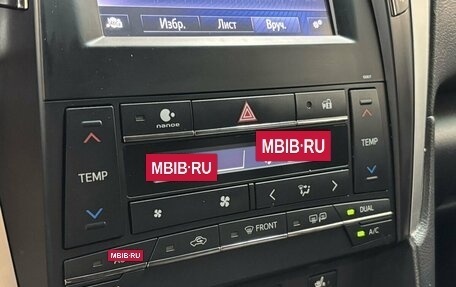 Избр. Лист Вруч.
nanoe
MBIB·RU
TEMP MBIB·RU TEMP
FRONT DUAL
MBIB·RU A/C